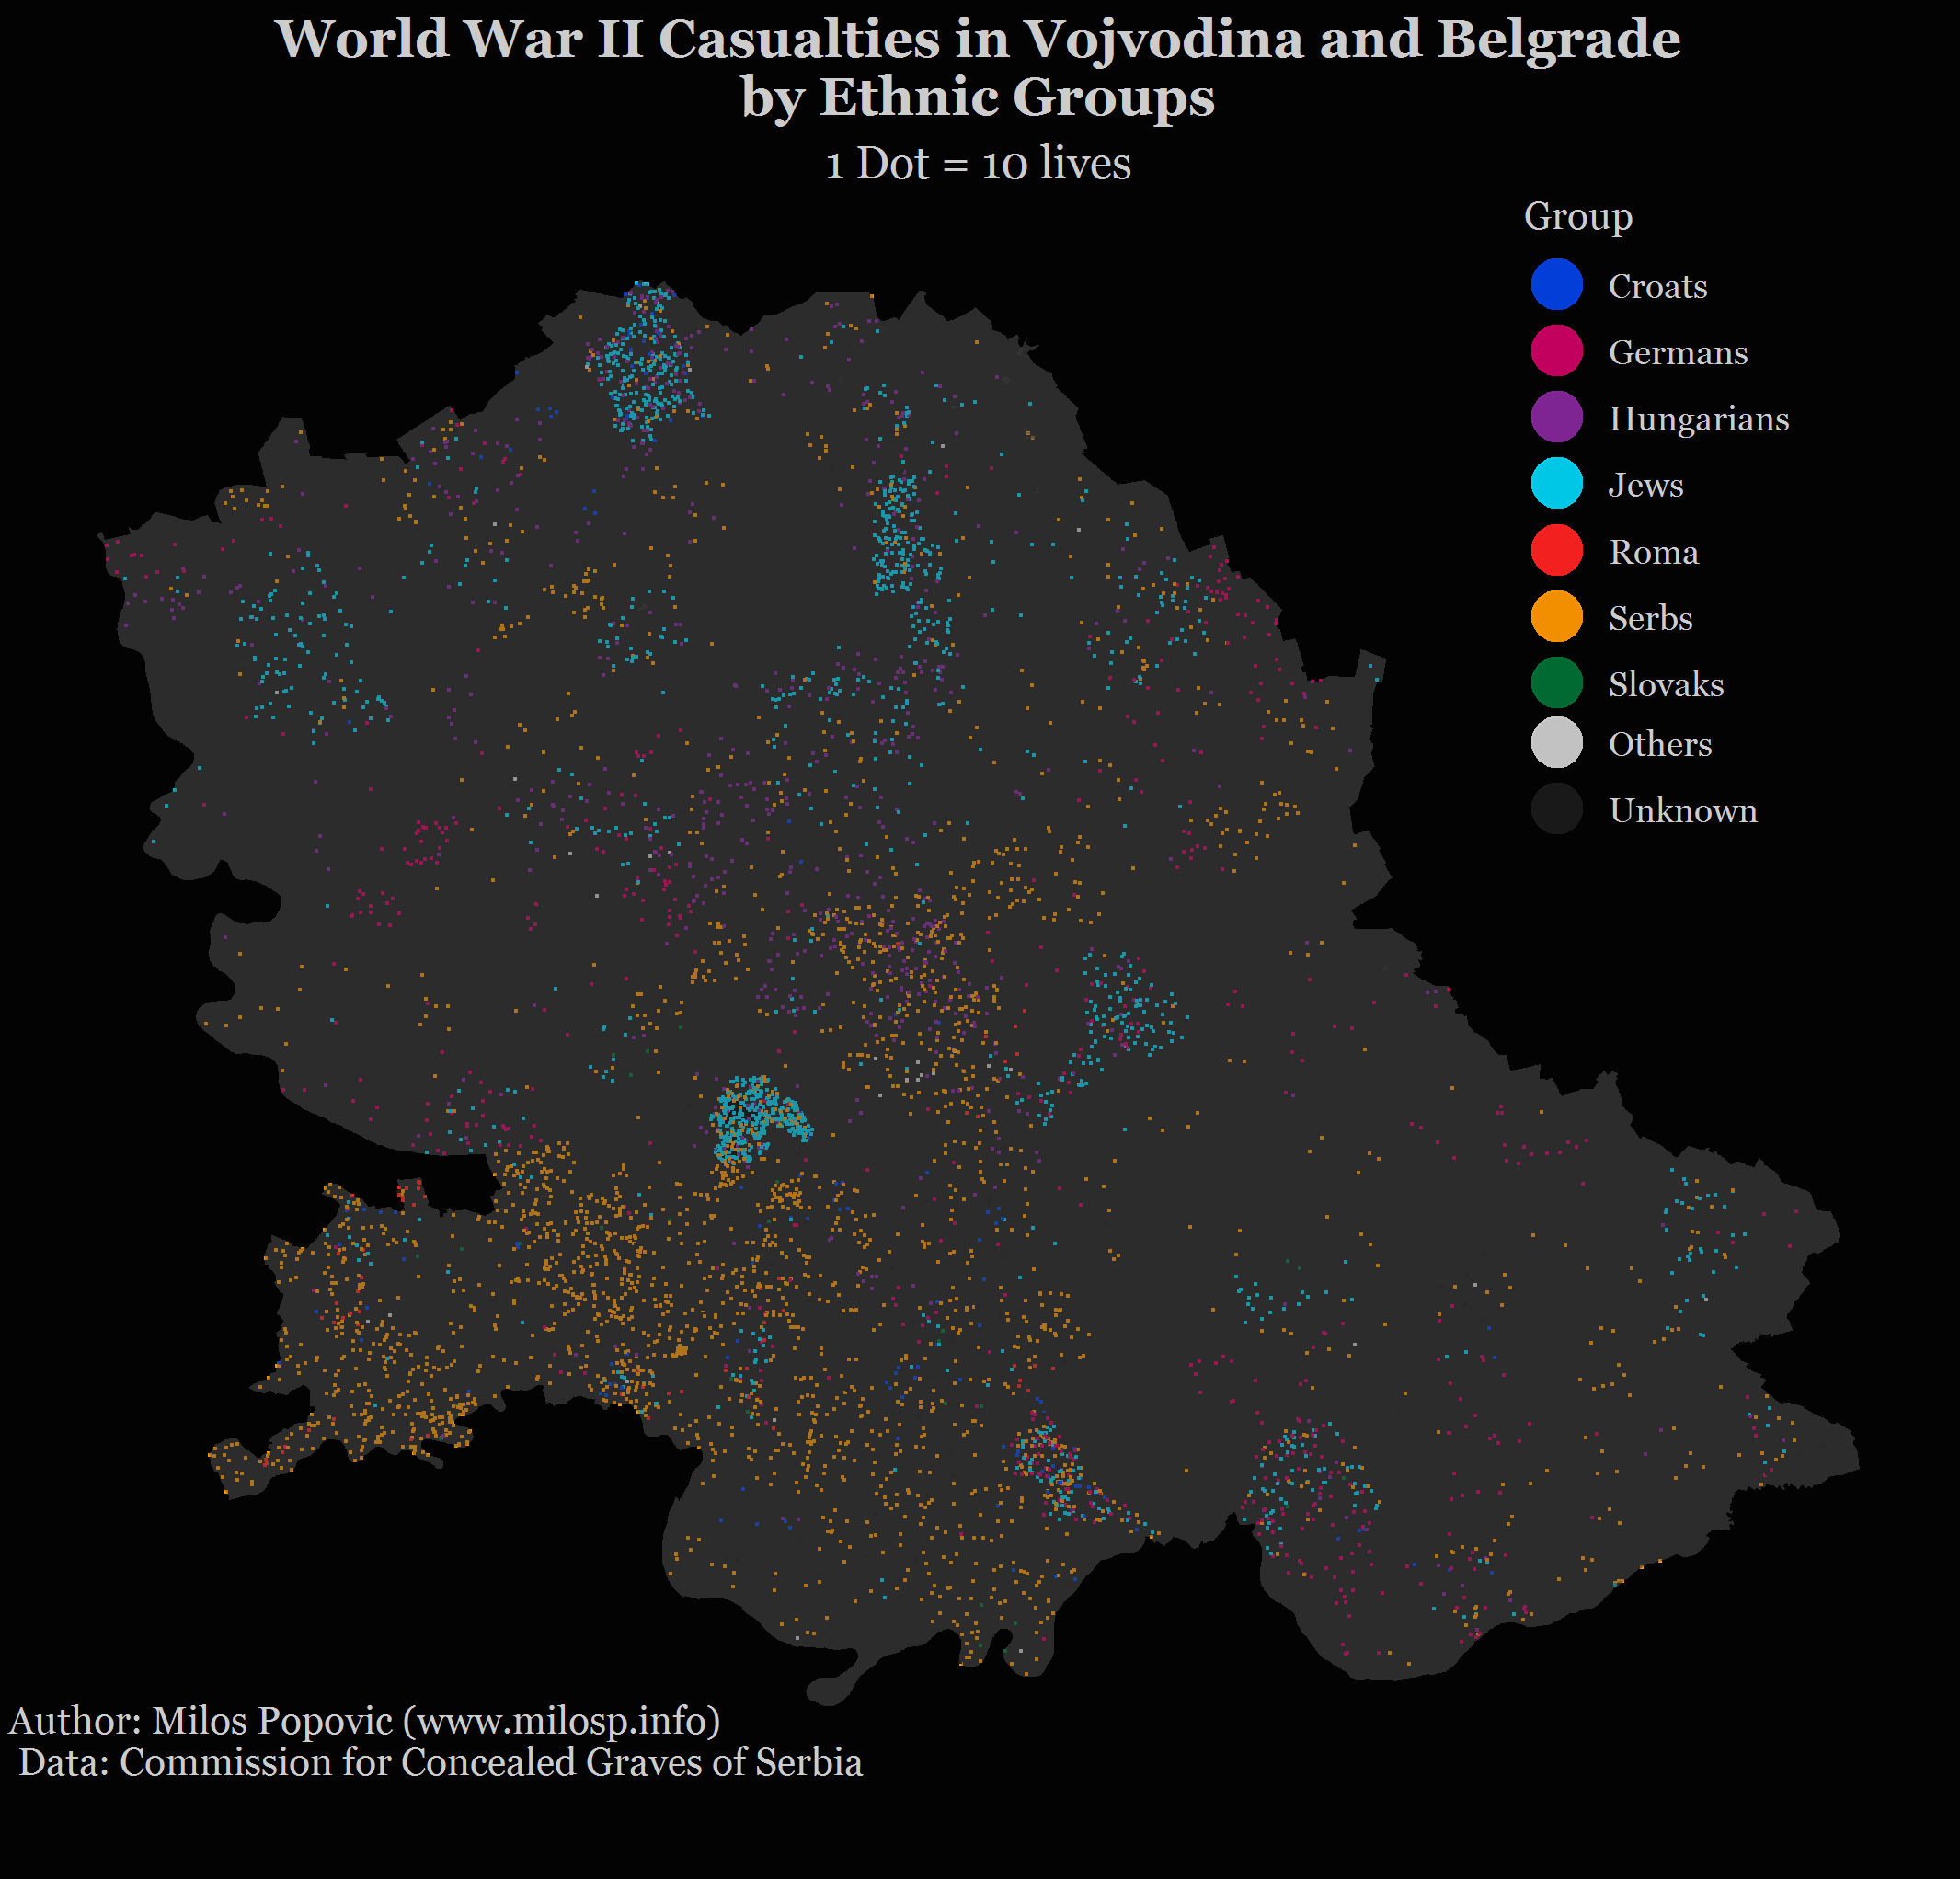 World War II Casualties in Vojvodina and Belgrade
by Ethnic Groups
1 Dot = 10 lives
Group
Croats
Germans
Hungarians
Jews
Roma
Serbs
Slovaks
Others
Unknown
Author: Milos Popovic (www.milosp.info)
Data: Commission for Concealed Graves of Serbia